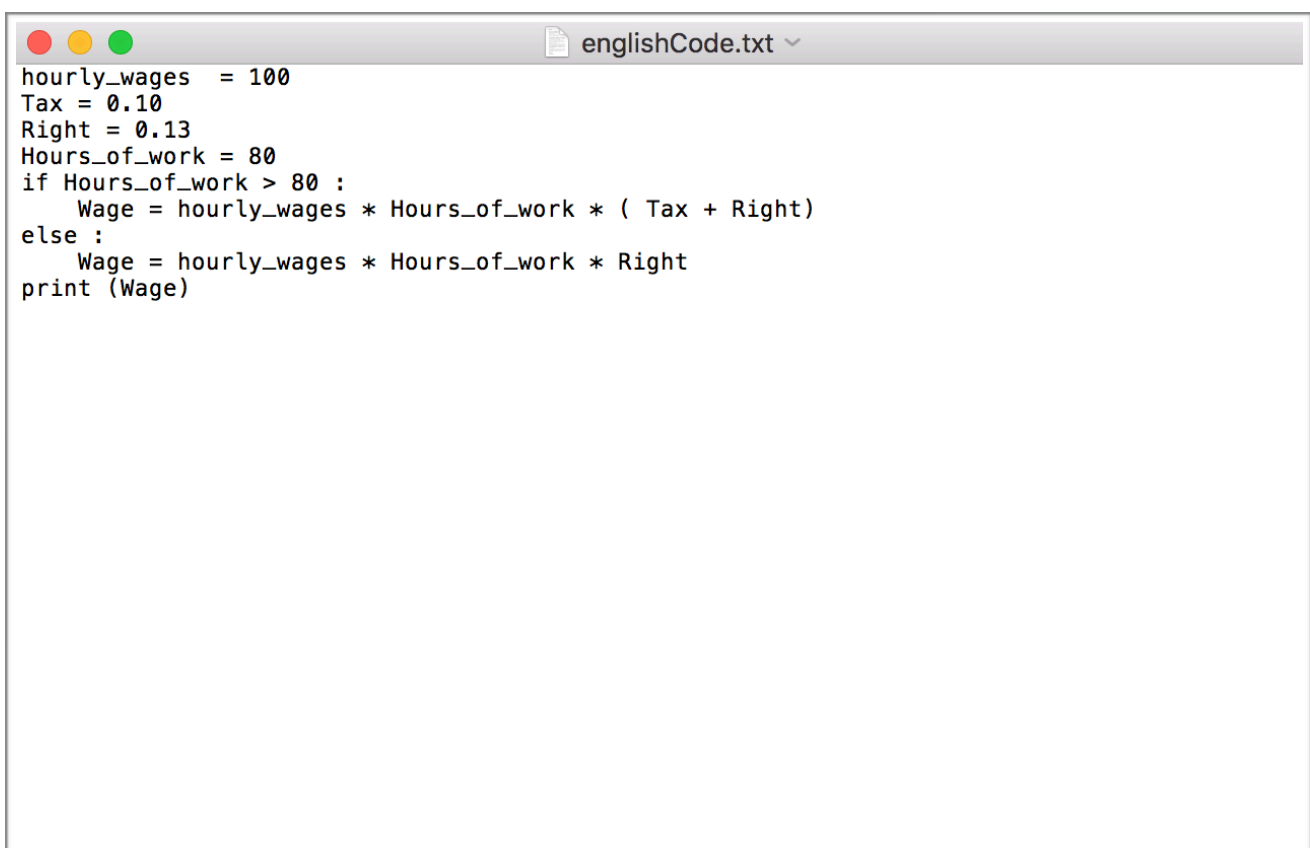 englishCode.txt
hourly_wages  = 100
Tax = 0.10
Right = 0.13
Hours_of_work = 80
if Hours_of_work > 80 :
    Wage = hourly_wages * Hours_of_work * ( Tax + Right)
else :
    Wage = hourly_wages * Hours_of_work * Right
print (Wage)